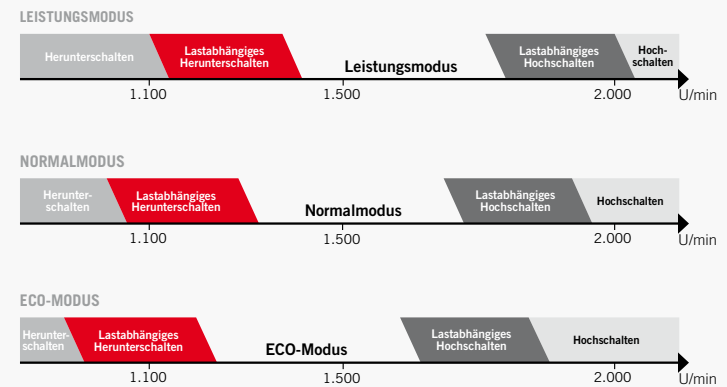 LEISTUNGSMODUS
Herunterschalten
Lastabhängiges
Herunterschalten
Leistungsmodus
Lastabhängiges
Hochschalten
Hoch-
schalten
1.100
1.500
2.000
U/min
NORMALMODUS
Herunter-
schalten
Lastabhängiges
Herunterschalten
Normalmodus
Lastabhängiges
Hochschalten
Hochschalten
1.100
1.500
2.000
U/min
ECO-MODUS
Herunter-
schalten
Lastabhängiges
Herunterschalten
ECO-Modus
Lastabhängiges
Hochschalten
Hochschalten
1.100
1.500
2.000
U/min